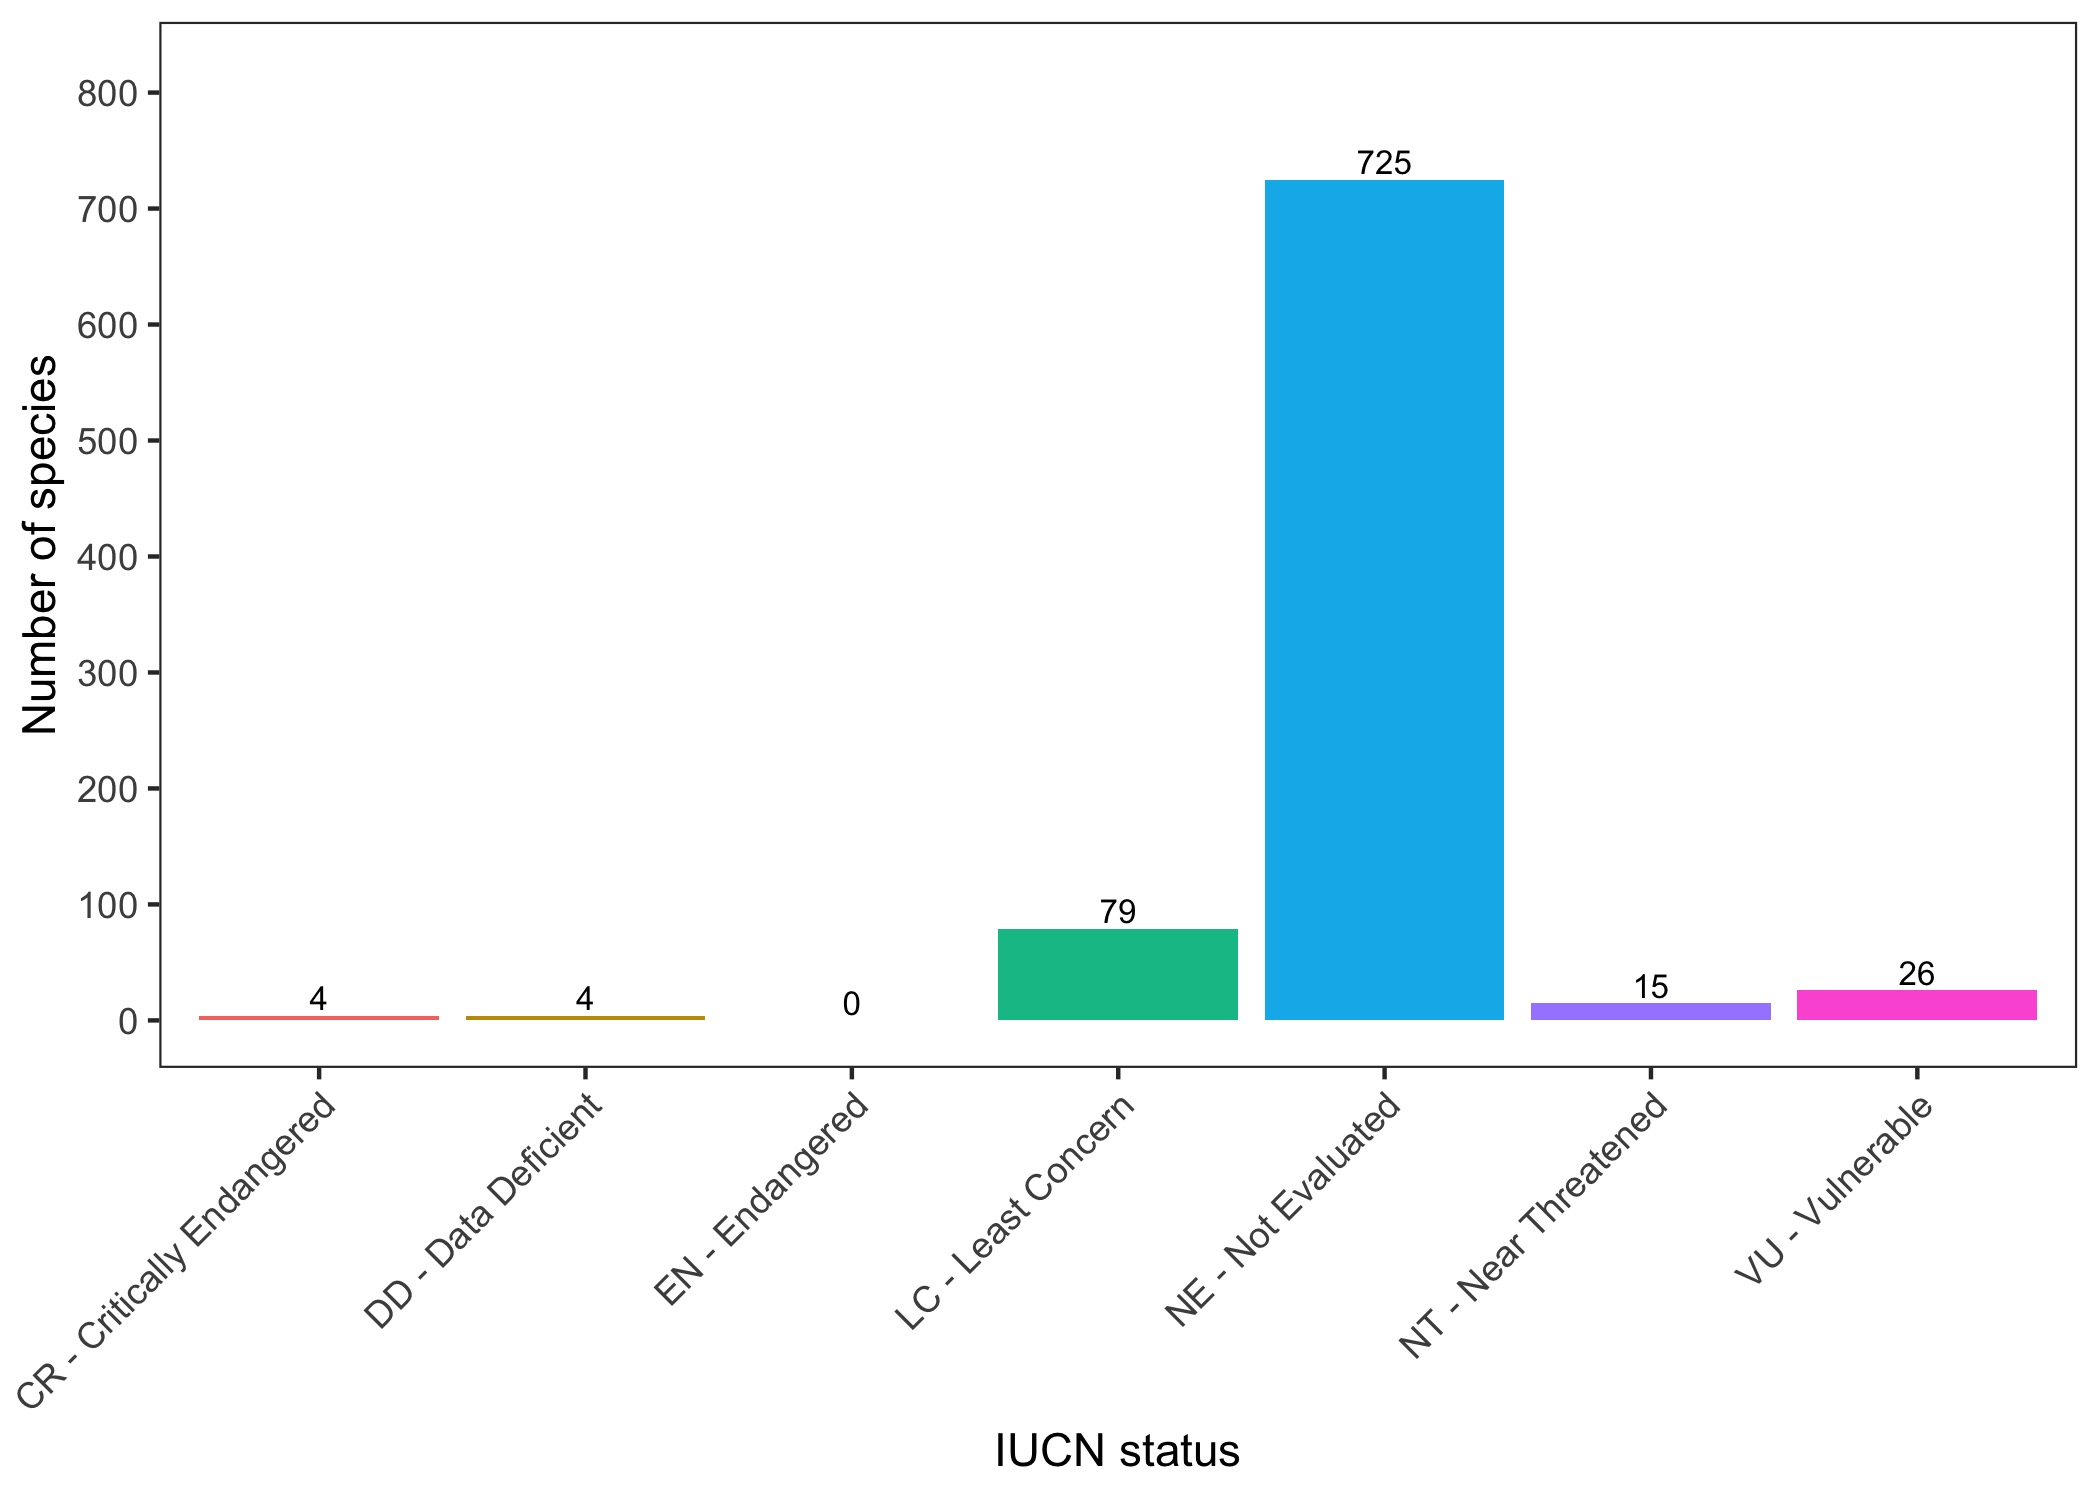 Number of species
800
700
600
500
400
300
200
100
0
4
4
0
79
725
15
26
CR - Critically Endangered
DD - Data Deficient
EN - Endangered
LC - Least Concern
NE - Not Evaluated
NT - Near Threatened
VU - Vulnerable
IUCN status